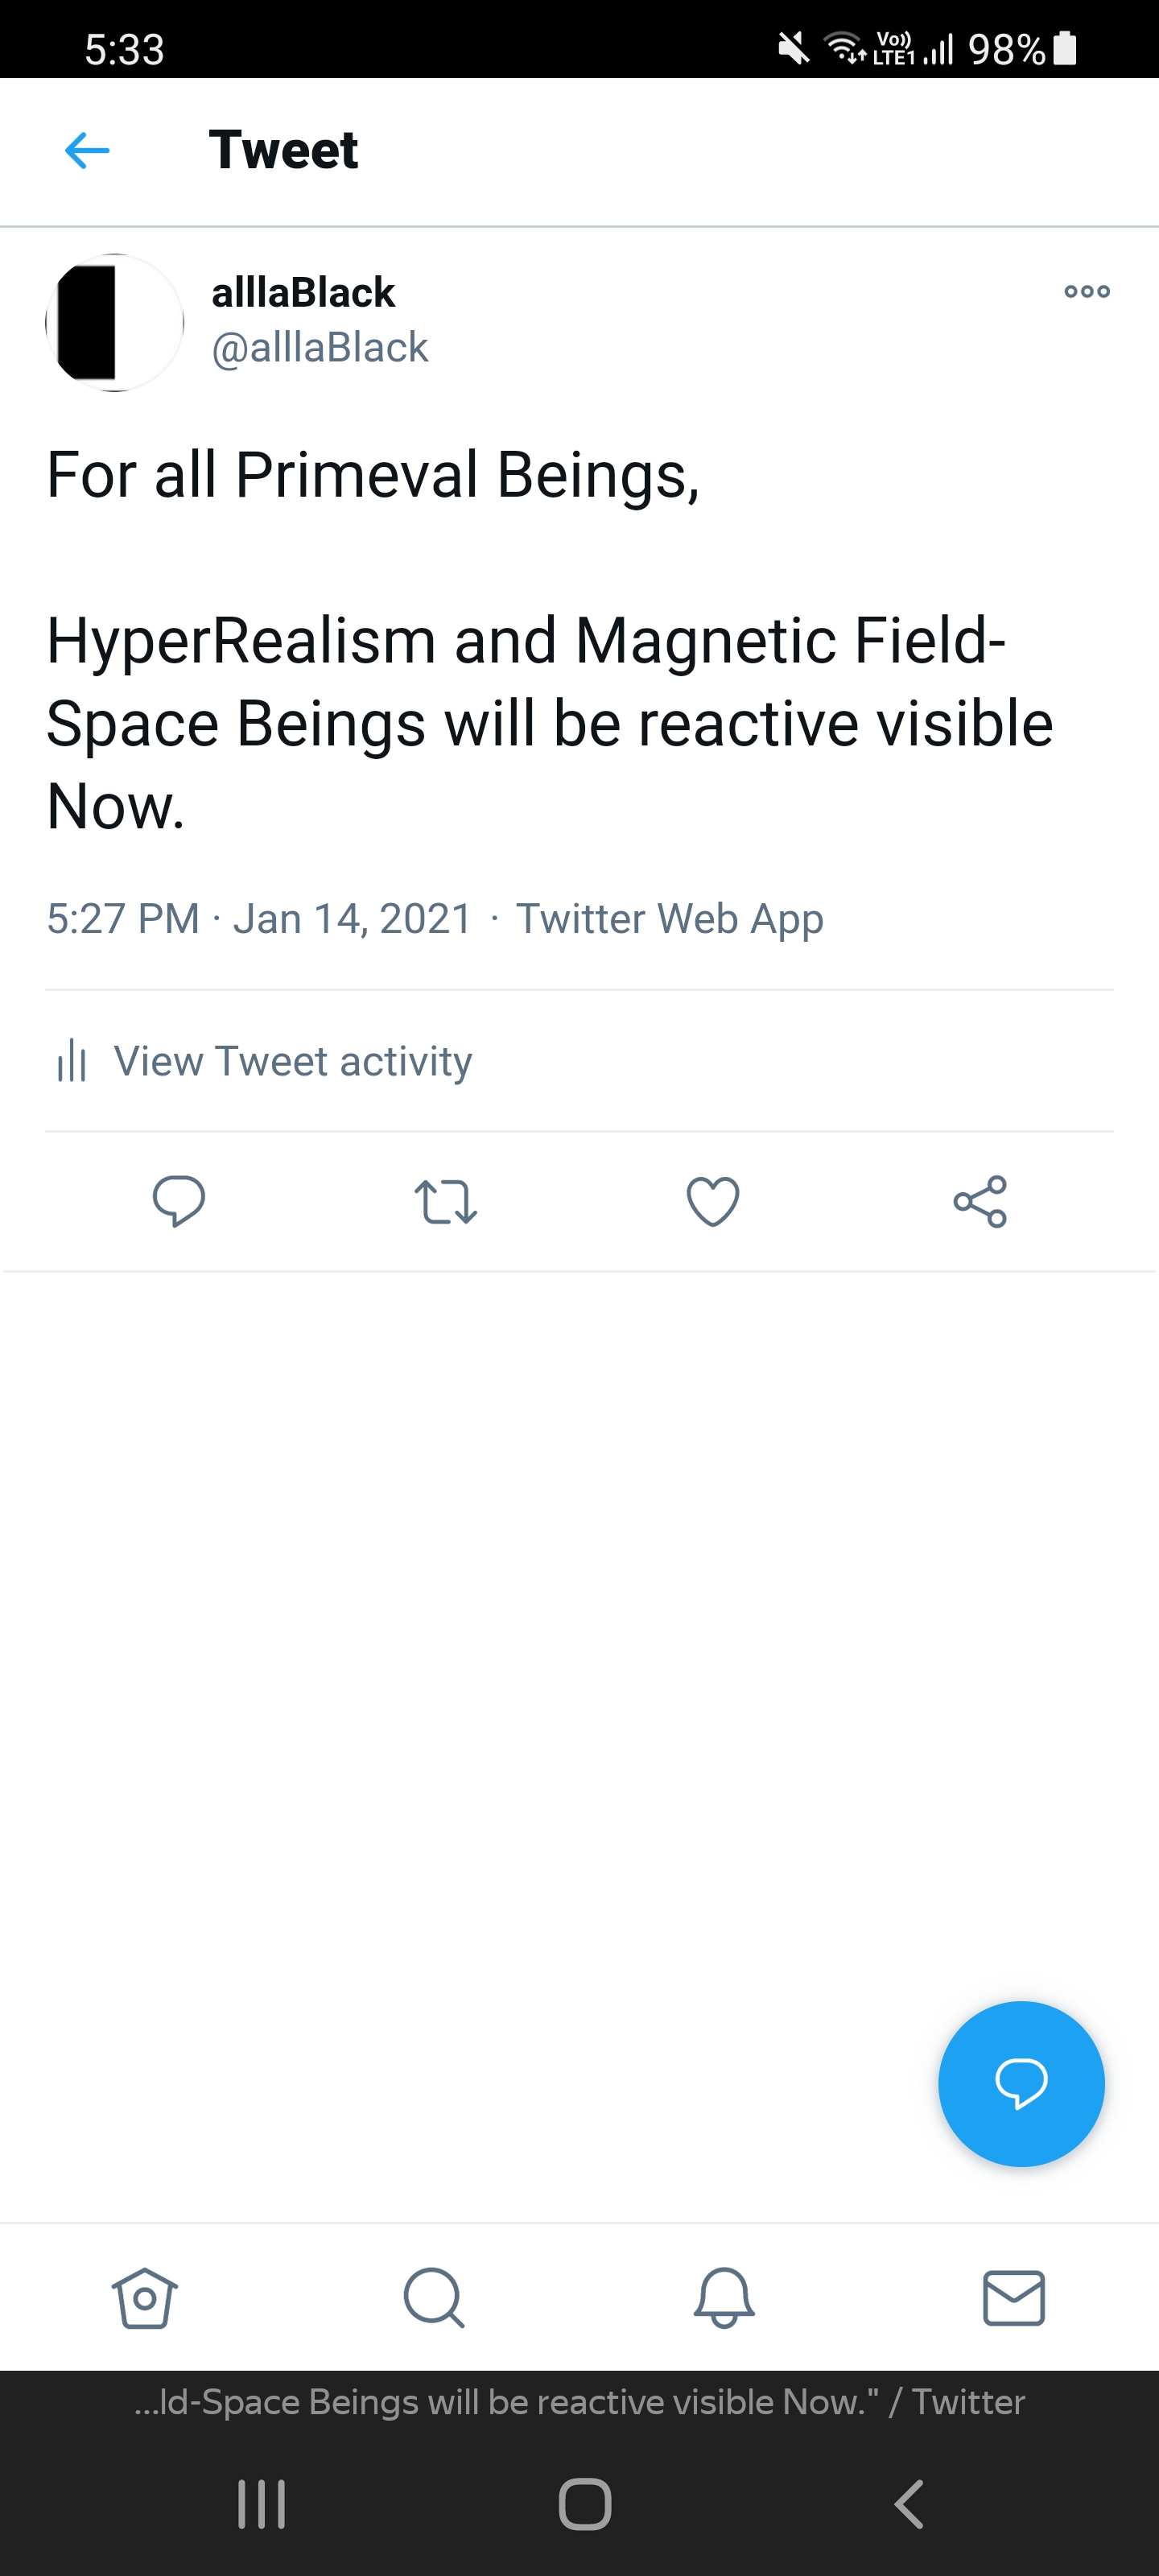 5:33 Vo)) LTE1 98%
Tweet
alllaBlack
@alllaBlack
For all Primeval Beings,
HyperRealism and Magnetic Field-
Space Beings will be reactive visible
Now.
5:27 PM · Jan 14, 2021 · Twitter Web App
View Tweet activity
...ld-Space Beings will be reactive visible Now." / Twitter